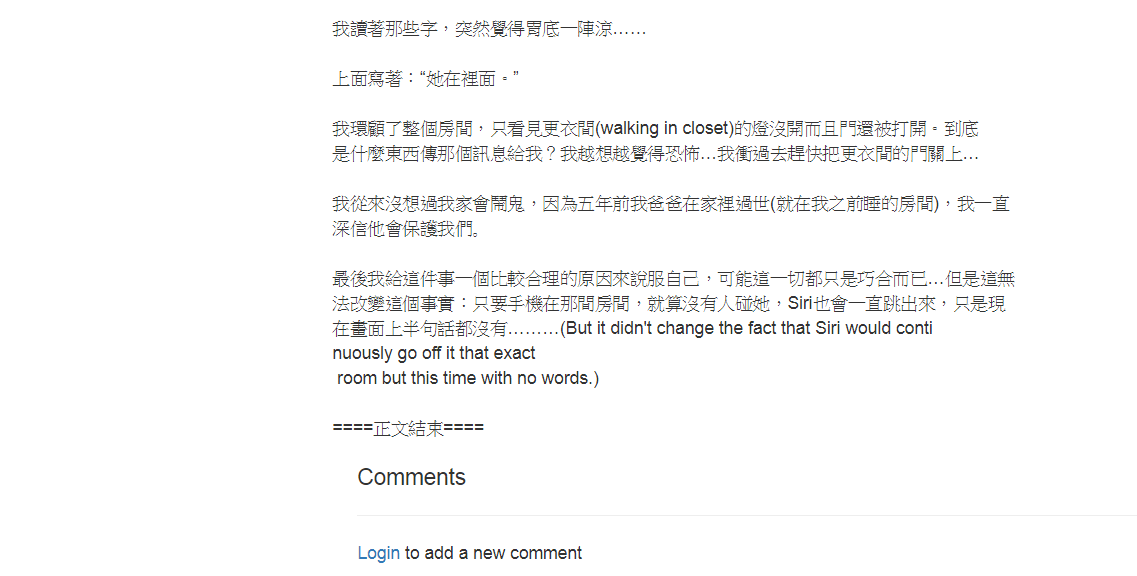 我讀著那些字，突然覺得胃底一陣涼……
上面寫著：“她在裡面。”
我環顧了整個房間，只看見更衣間(walking in closet)的燈沒開而且門還被打開。到底
是什麼東西傳那個訊息給我？我越想越覺得恐怖…我衝過去趕快把更衣間的門關上…
我從來沒想過我家會鬧鬼，因為五年前我爸爸在家裡過世(就在我之前睡的房間)，我一直
深信他會保護我們。
最後我給這件事一個比較合理的原因來說服自己，可能這一切都只是巧合而已…但是這無
法改變這個事實：只要手機在那間房間，就算沒有人碰她，Siri也會一直跳出來，只是現
在畫面上半句話都沒有………(But it didn't change the fact that Siri would conti
nuously go off it that exact
room but this time with no words.)
====正文結束====
Comments
Login to add a new comment